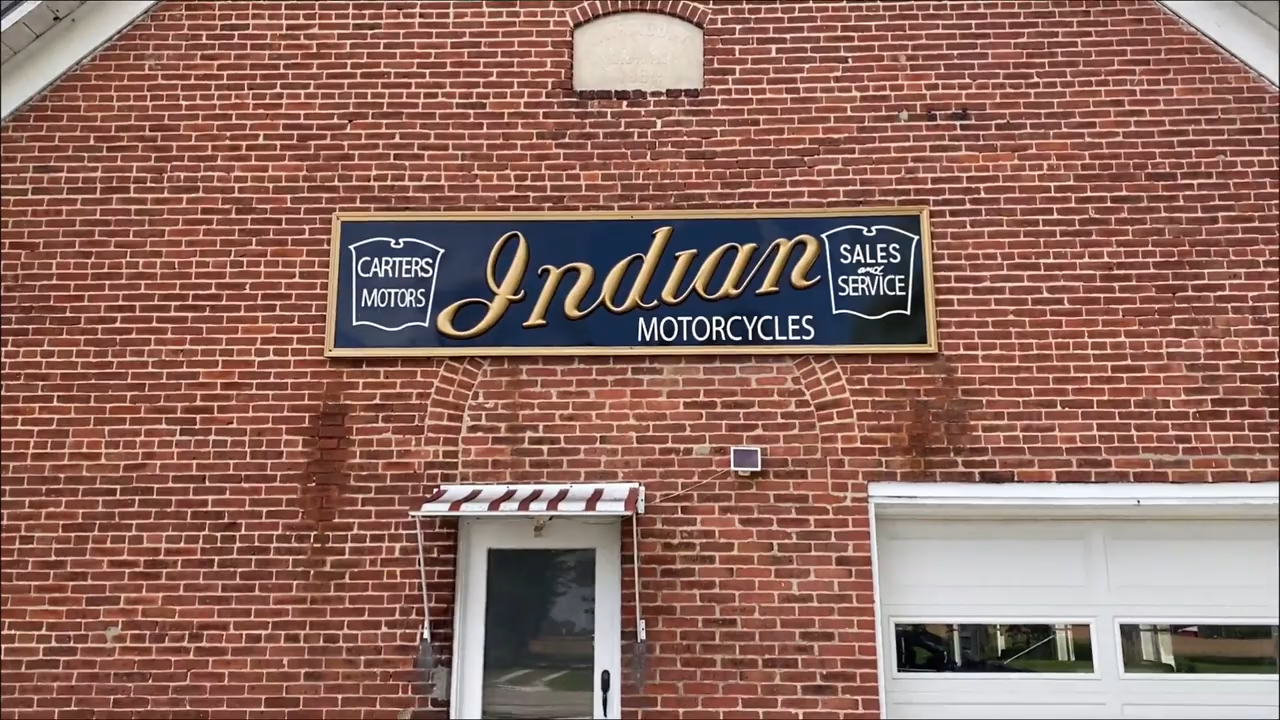 CARTERS
MOTORS
Indian
MOTORCYCLES
SALES
and
SERVICE